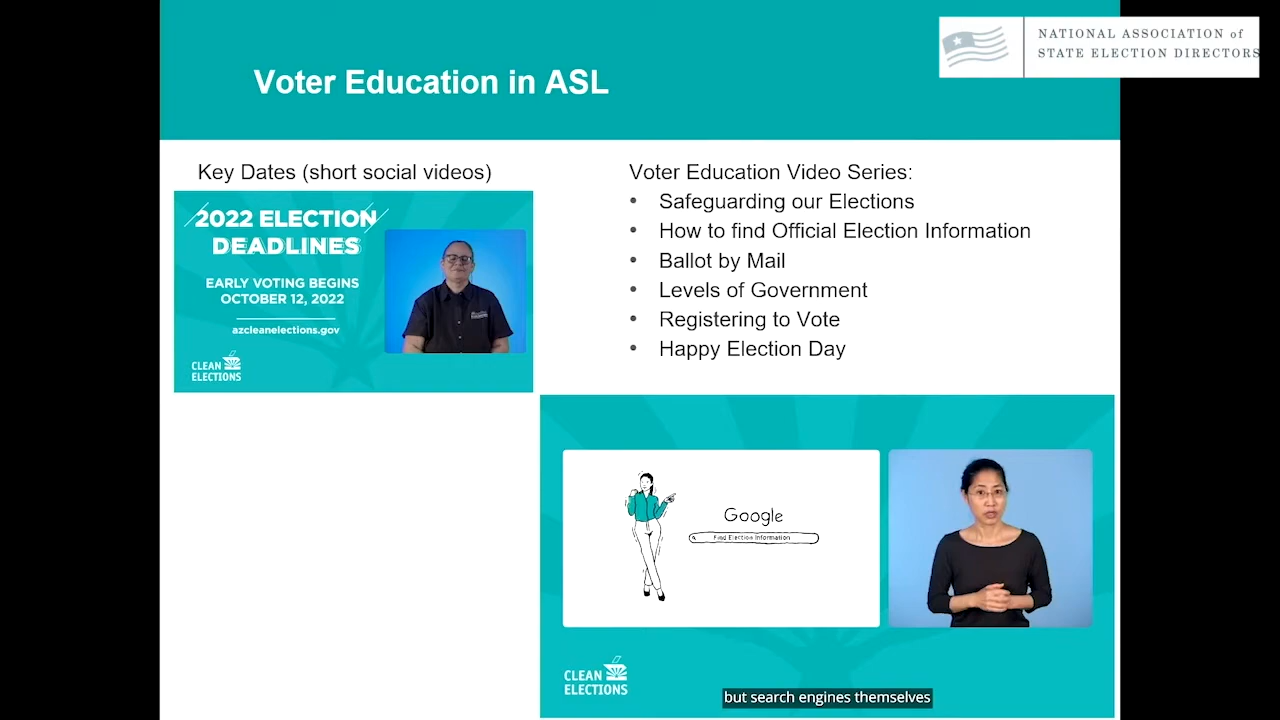 NATIONAL ASSOCIATION of
STATE ELECTION DIRECTORS
Voter Education in ASL
Key Dates (short social videos)
2022 ELECTION
DEADLINES
EARLY VOTING BEGINS
OCTOBER 12, 2022
azcleanelections.gov
CLEAN
ELECTIONS
Voter Education Video Series:
• Safeguarding our Elections
• How to find Official Election Information
• Ballot by Mail
• Levels of Government
• Registering to Vote
• Happy Election Day
Google
Find Election Information
CLEAN
ELECTIONS
but search engines themselves